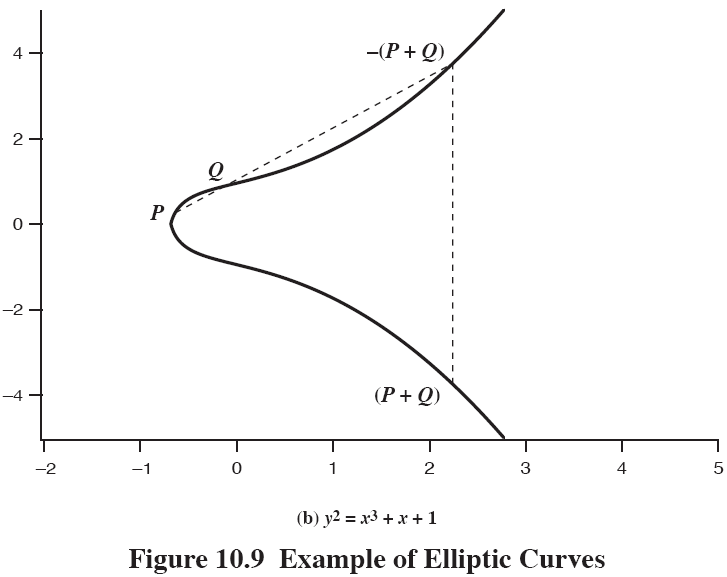 4
–(P + Q)
2
Q
P
0
–2
–4
(P + Q)
–2 –1 0 1 2 3 4 5
(b) y² = x³ + x + 1
Figure 10.9 Example of Elliptic Curves